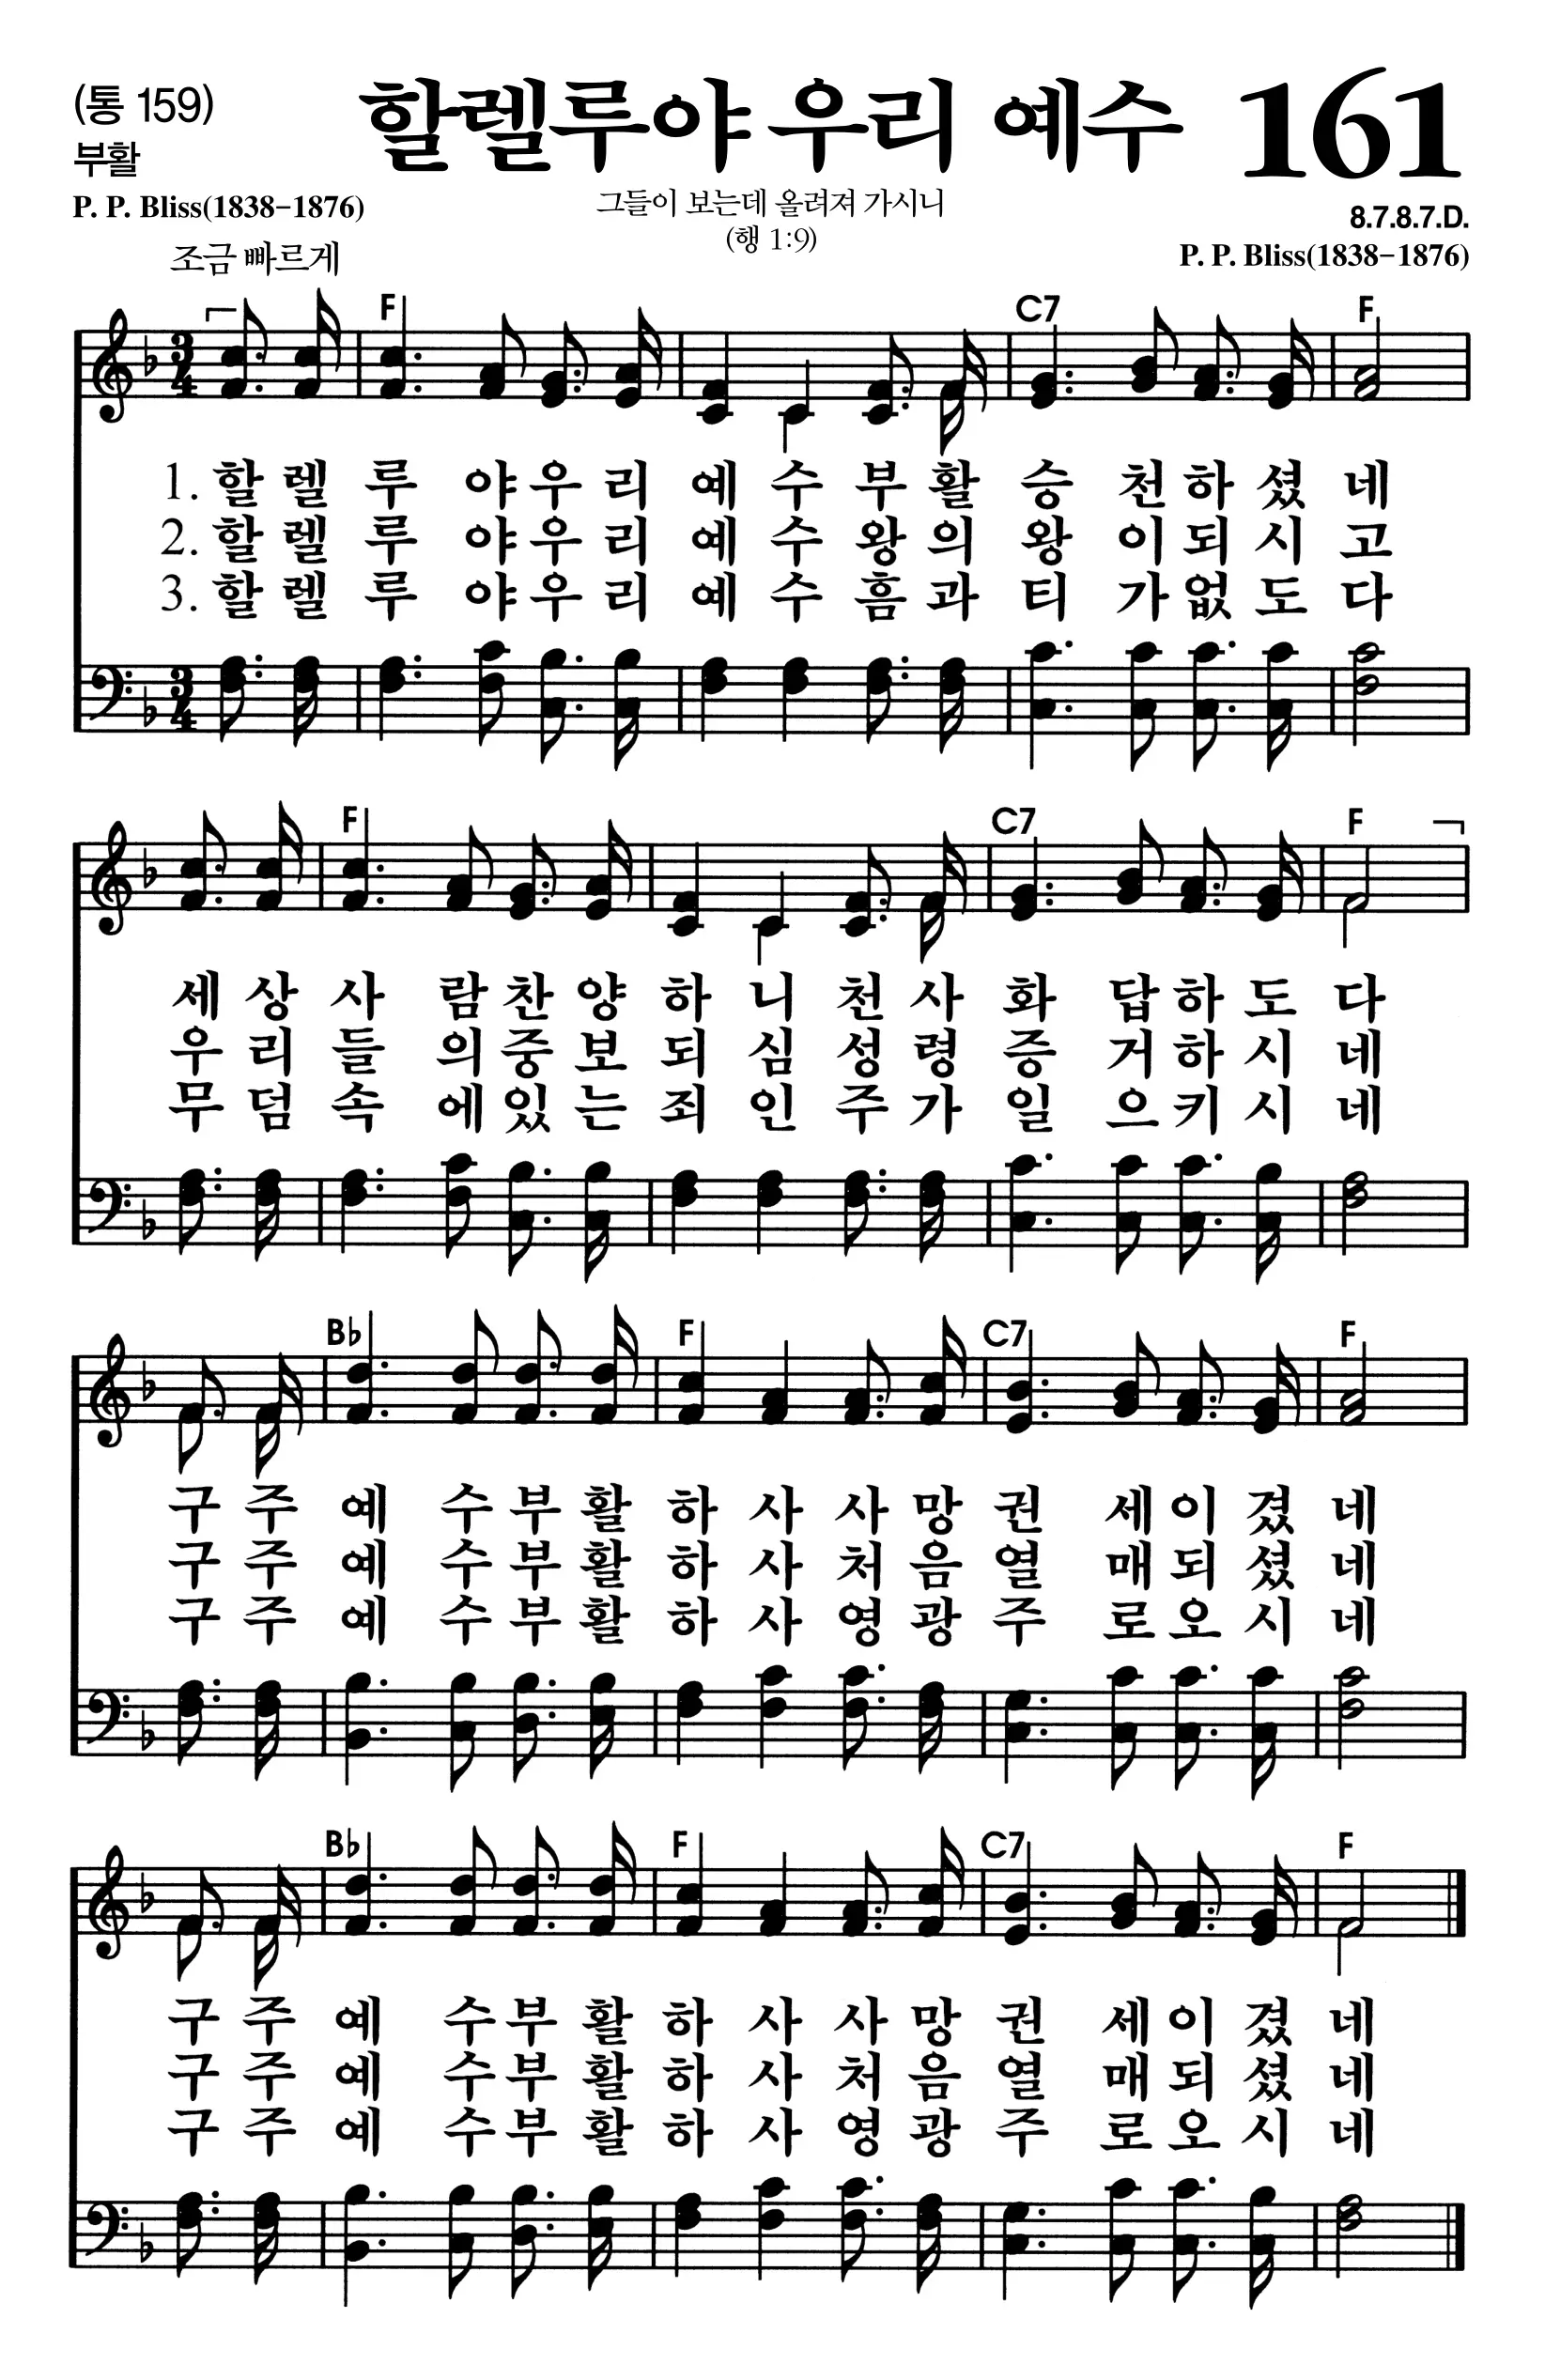 (통 159)
할렐루야 우리 예수 161
부활
P. P. Bliss(1838-1876)
그들이 보는데 올려져 가시니
(행 1:9)
8.7.8.7.D.
P. P. Bliss(1838-1876)
조금 빠르게
F C7 F
1. 할 렐 루 야 우 리 예 수 부 활 승 천 하 셨 네
2. 할 렐 루 야 우 리 예 수 왕 의 왕 이 되 시 고
3. 할 렐 루 야 우 리 예 수 흠 과 티 가 없 도 다
F C7 F
세 상 사 람 찬 양 하 니 천 사 화 답 하 도 다
우 리 들 의 중 보 되 심 성 령 증 거 하 시 네
무 덤 속 에 있 는 죄 인 주 가 일 으 키 시 네
B♭ F C7 F
구 주 예 수 부 활 하 사 사 망 권 세 이 겼 네
구 주 예 수 부 활 하 사 처 음 열 매 되 셨 네
구 주 예 수 부 활 하 사 영 광 주 로 오 시 네
B♭ F C7 F
구 주 예 수 부 활 하 사 사 망 권 세 이 겼 네
구 주 예 수 부 활 하 사 처 음 열 매 되 셨 네
구 주 예 수 부 활 하 사 영 광 주 로 오 시 네